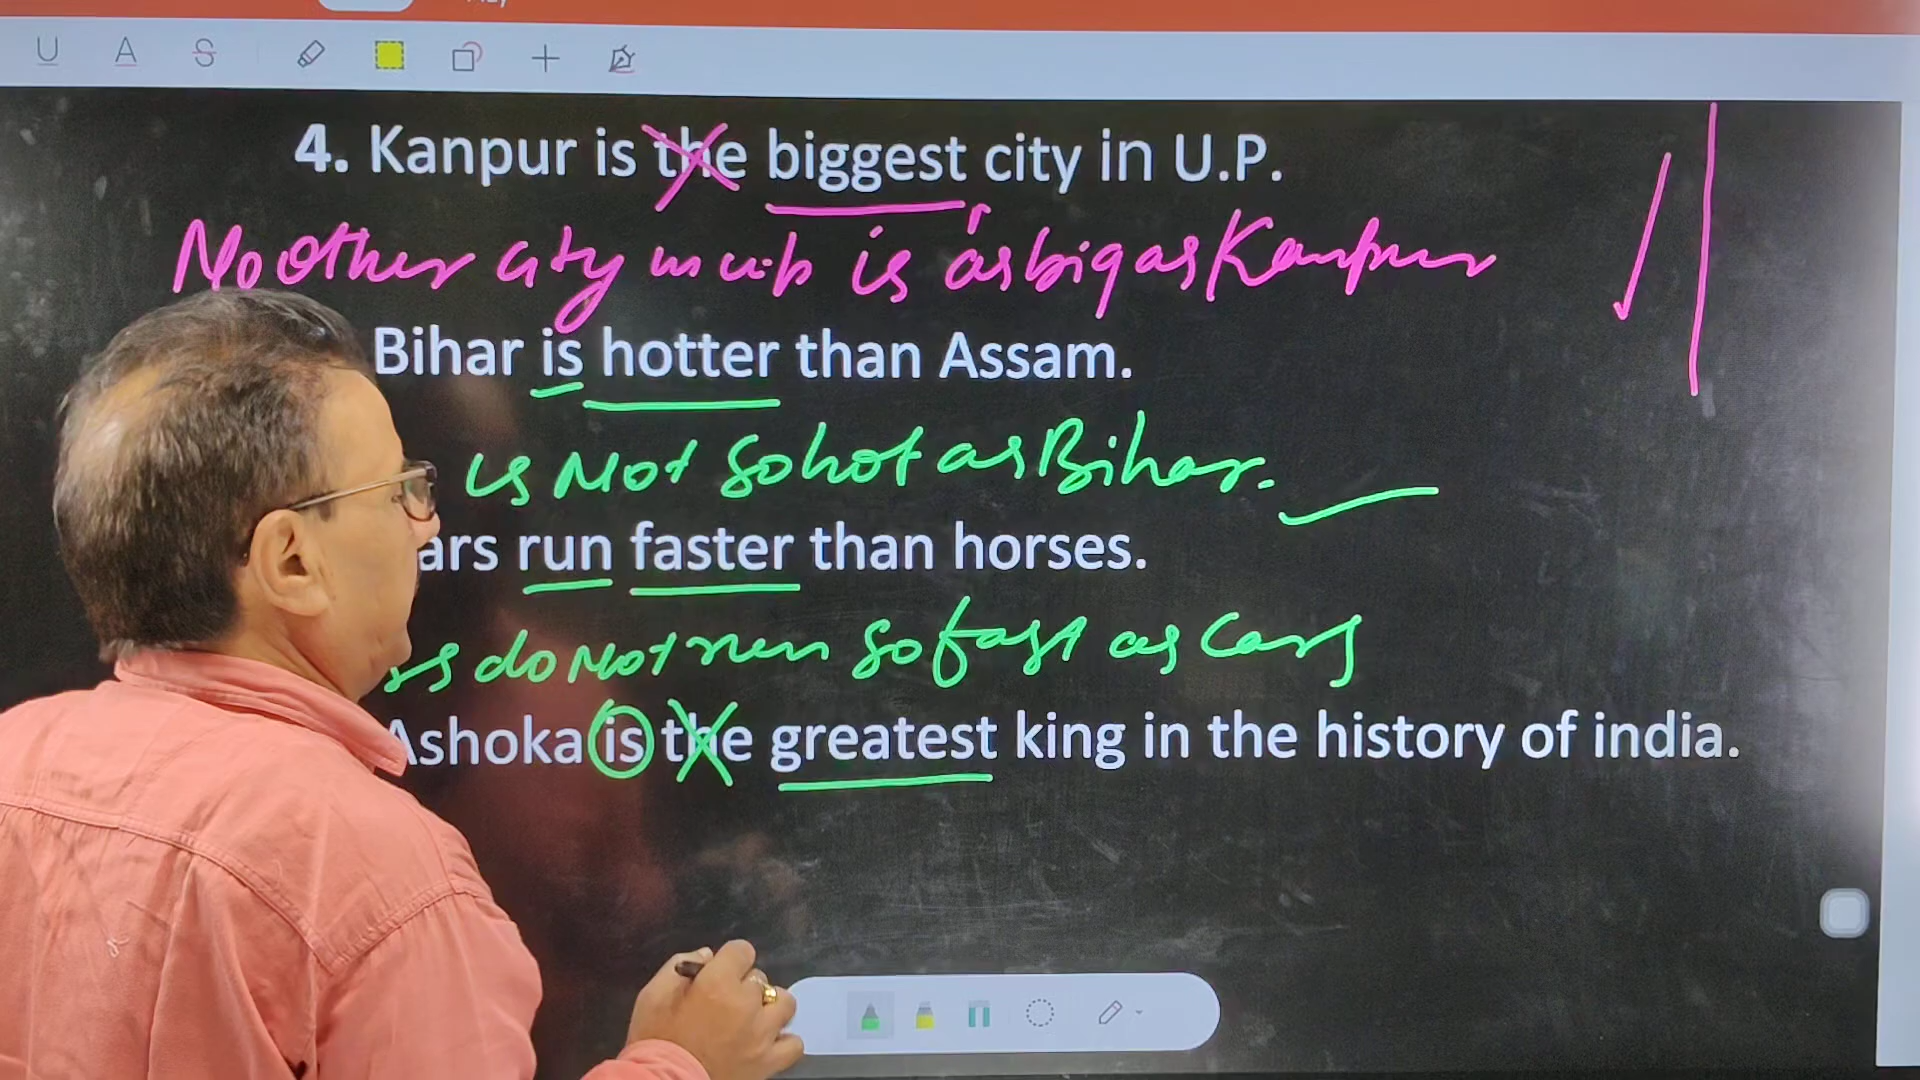 U A S
4. Kanpur is the biggest city in U.P.
No other city in u.p is as big as Kanpur
Bihar is hotter than Assam.
is Not so hot as Bihar.
ars run faster than horses.
rs do Not run so fast as Cars
Ashoka is the greatest king in the history of india.